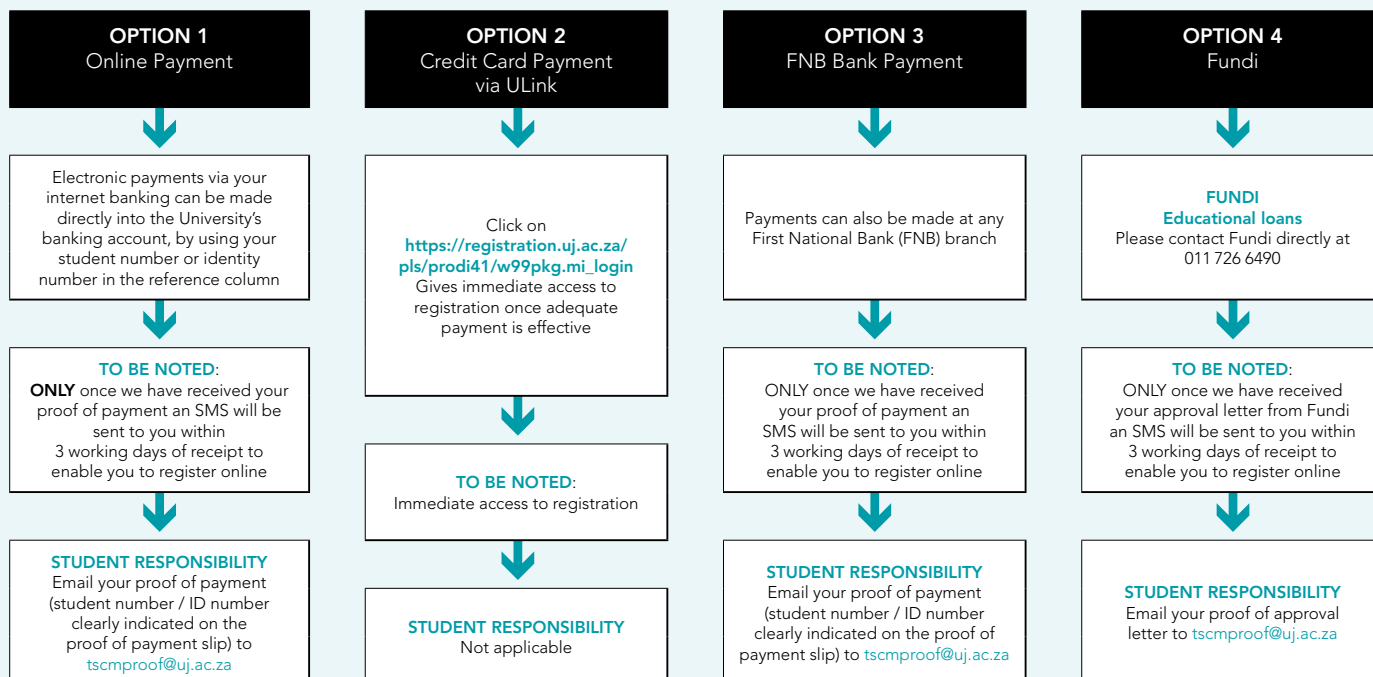 OPTION 1
Online Payment
Electronic payments via your
internet banking can be made
directly into the University’s
banking account, by using your
student number or identity
number in the reference column
TO BE NOTED:
ONLY once we have received your
proof of payment an SMS will be
sent to you within
3 working days of receipt to
enable you to register online
STUDENT RESPONSIBILITY
Email your proof of payment
(student number / ID number
clearly indicated on the
proof of payment slip) to
tscmproof@uj.ac.za
OPTION 2
Credit Card Payment
via ULink
Click on
https://registration.uj.ac.za/
pls/prodi41/w99pkg.mi_login
Gives immediate access to
registration once adequate
payment is effective
TO BE NOTED:
Immediate access to registration
STUDENT RESPONSIBILITY
Not applicable
OPTION 3
FNB Bank Payment
Payments can also be made at any
First National Bank (FNB) branch
TO BE NOTED:
ONLY once we have received
your proof of payment an
SMS will be sent to you within
3 working days of receipt to
enable you to register online
STUDENT RESPONSIBILITY
Email your proof of payment
(student number / ID number
clearly indicated on the proof of
payment slip) to tscmproof@uj.ac.za
OPTION 4
Fundi
FUNDI
Educational loans
Please contact Fundi directly at
011 726 6490
TO BE NOTED:
ONLY once we have received
your approval letter from Fundi
an SMS will be sent to you within
3 working days of receipt to
enable you to register online
STUDENT RESPONSIBILITY
Email your proof of approval
letter to tscmproof@uj.ac.za